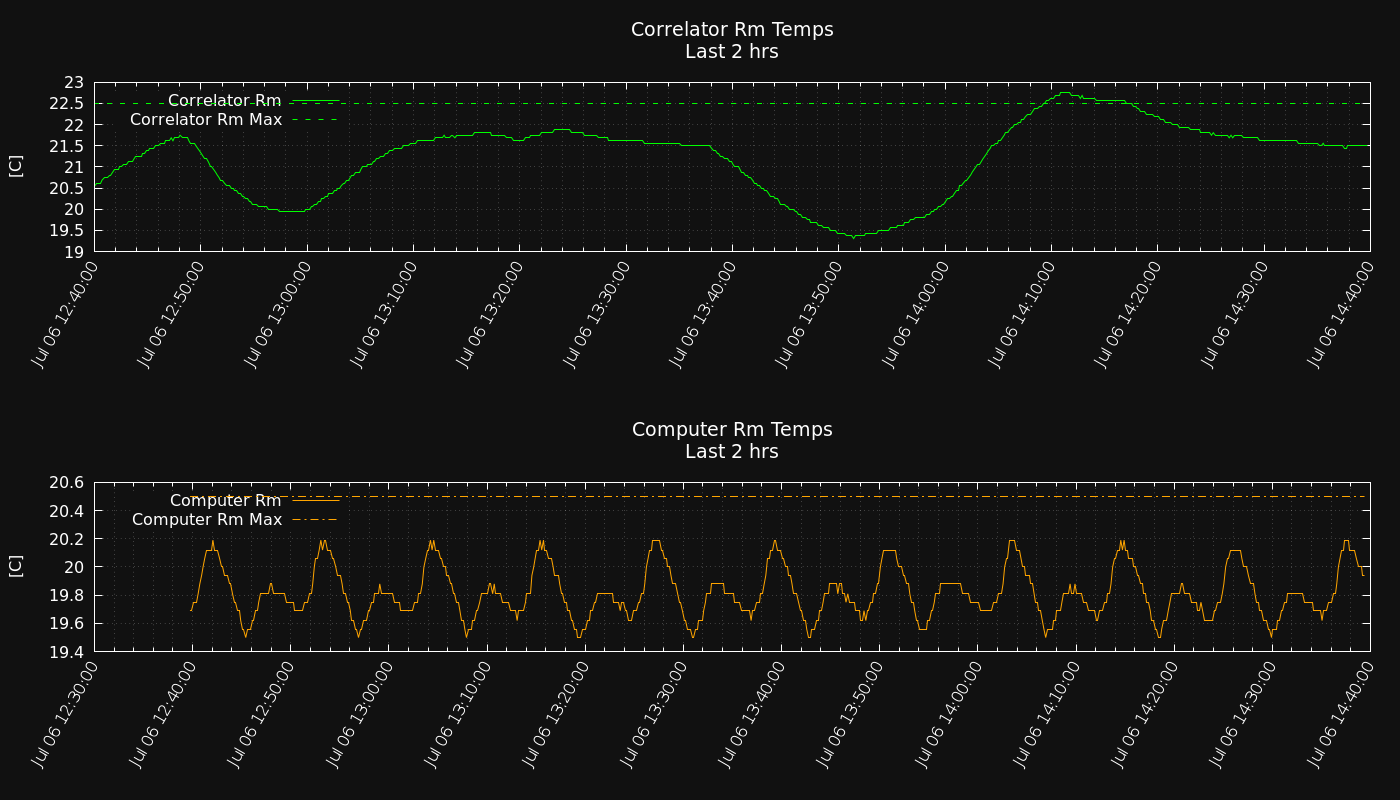 Correlator Rm Temps
Last 2 hrs
23
22.5
22
21.5
21
20.5
20
19.5
19
[C]
Correlator Rm
Correlator Rm Max
Jul 06 12:40:00
Jul 06 12:50:00
Jul 06 13:00:00
Jul 06 13:10:00
Jul 06 13:20:00
Jul 06 13:30:00
Jul 06 13:40:00
Jul 06 13:50:00
Jul 06 14:00:00
Jul 06 14:10:00
Jul 06 14:20:00
Jul 06 14:30:00
Jul 06 14:40:00
Computer Rm Temps
Last 2 hrs
20.6
20.4
20.2
20
19.8
19.6
19.4
[C]
Computer Rm
Computer Rm Max
Jul 06 12:30:00
Jul 06 12:40:00
Jul 06 12:50:00
Jul 06 13:00:00
Jul 06 13:10:00
Jul 06 13:20:00
Jul 06 13:30:00
Jul 06 13:40:00
Jul 06 13:50:00
Jul 06 14:00:00
Jul 06 14:10:00
Jul 06 14:20:00
Jul 06 14:30:00
Jul 06 14:40:00